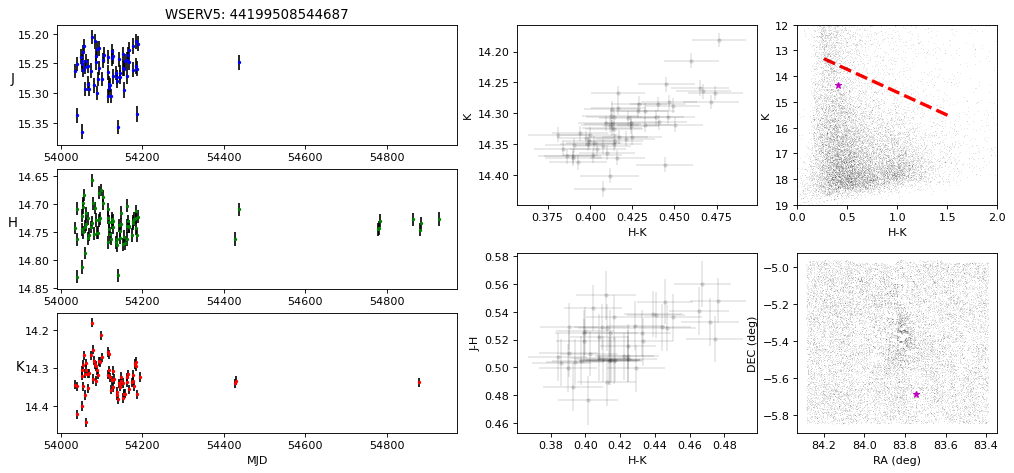 WSERV5: 44199508544687
J
15.20
15.25
15.30
15.35
54000 54200 54400 54600 54800
H
14.65
14.70
14.75
14.80
14.85
54000 54200 54400 54600 54800
K
14.2
14.3
14.4
54000 54200 54400 54600 54800
MJD
K
14.20
14.25
14.30
14.35
14.40
0.375 0.400 0.425 0.450 0.475
H-K
K
12
13
14
15
16
17
18
19
0.0 0.5 1.0 1.5 2.0
H-K
J-H
0.58
0.56
0.54
0.52
0.50
0.48
0.46
0.38 0.40 0.42 0.44 0.46 0.48
H-K
DEC (deg)
−5.0
−5.2
−5.4
−5.6
−5.8
84.2 84.0 83.8 83.6 83.4
RA (deg)